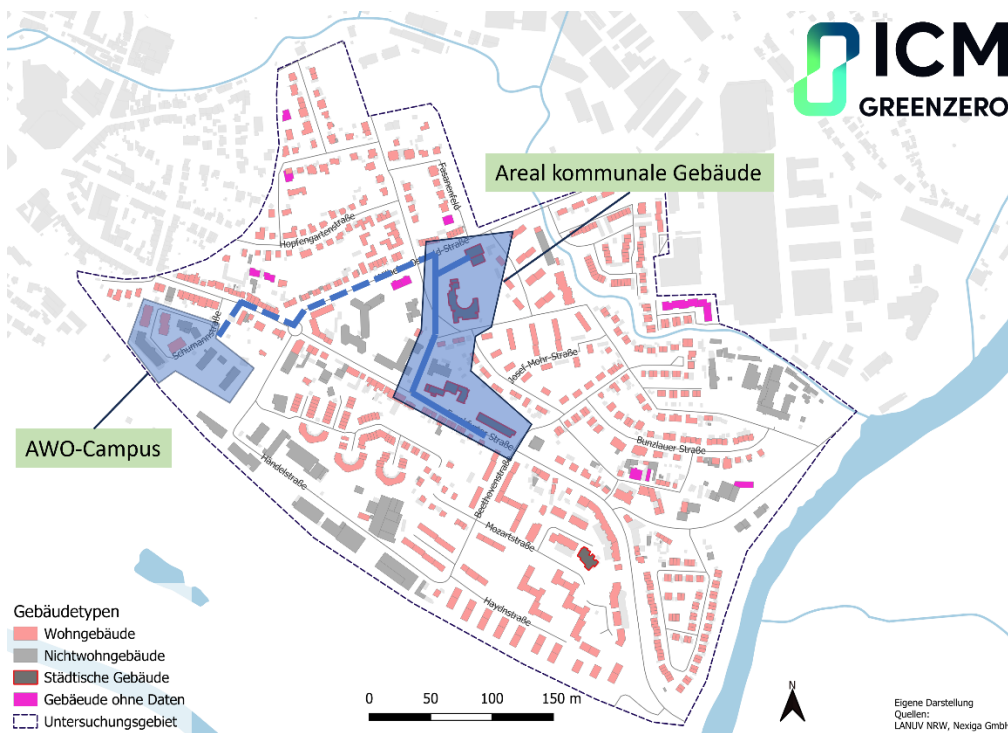 ICM
GREENZERO
Areal kommunale Gebäude
Fasanenfeld
Hopfengartenstraße
Straße
Schumannstraße
Josef-Mohr-Straße
AWO-Campus
Straße
Bunzlauer Straße
Händelstraße
Beethovenstraße
Mozartstraße
Haydnstraße
Gebäudetypen
Wohngebäude
Nichtwohngebäude
Städtische Gebäude
Gebäeude ohne Daten
Untersuchungsgebiet
0 50 100 150 m
N
Eigene Darstellung
Quellen:
LANUV NRW, Nexiga GmbH